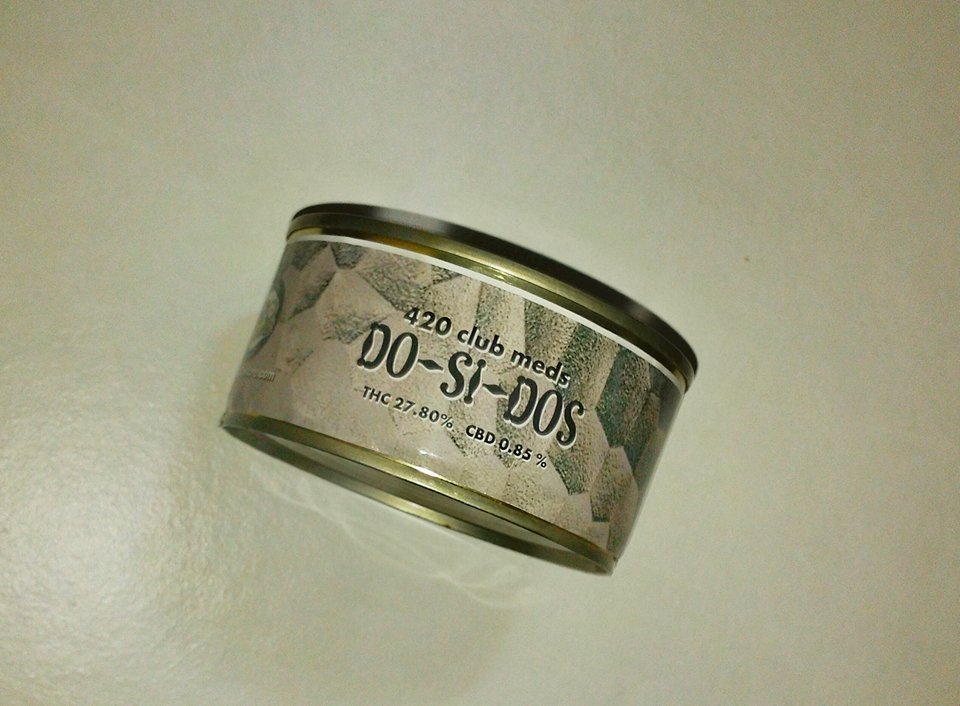 420 club meds
DO-SI-DOS
THC 27.80% CBD 0.85 %